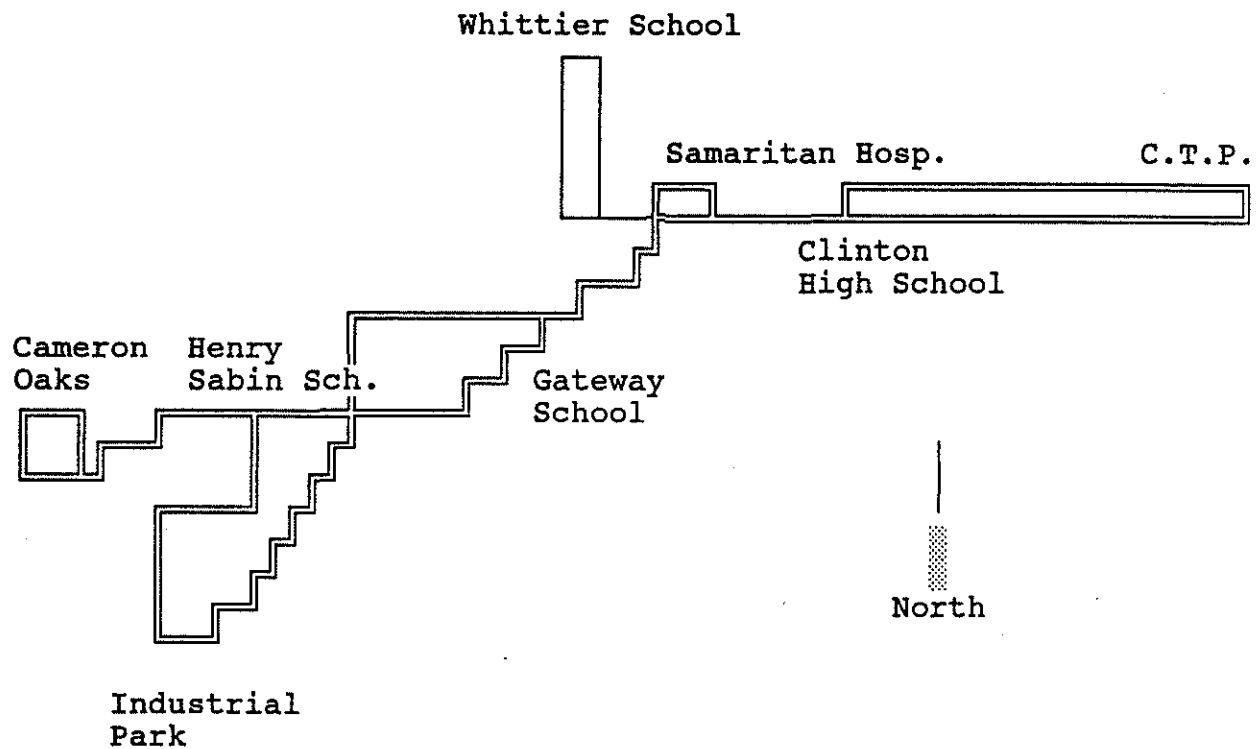 Whittier School
Samaritan Hosp.
C.T.P.
Clinton
High School
Cameron
Oaks
Henry
Sabin Sch.
Gateway
School
North
Industrial
Park